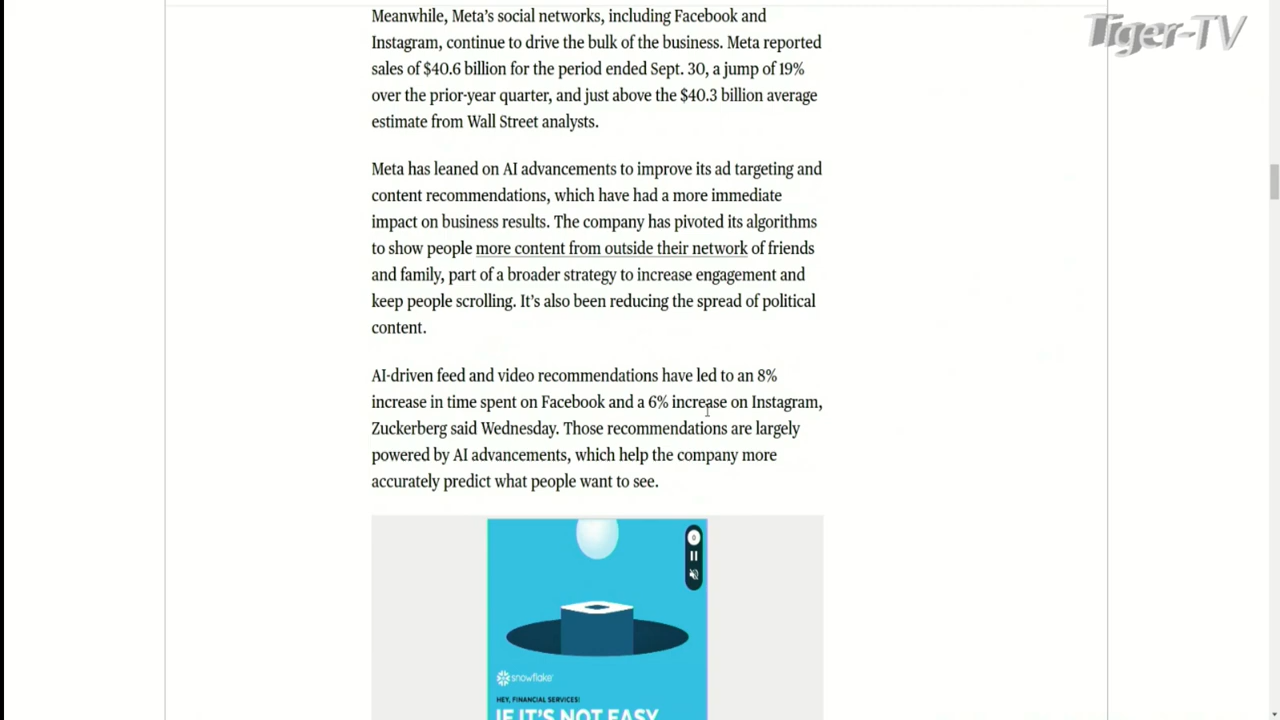 Tiger-TV
Meanwhile, Meta’s social networks, including Facebook and
Instagram, continue to drive the bulk of the business. Meta reported
sales of $40.6 billion for the period ended Sept. 30, a jump of 19%
over the prior-year quarter, and just above the $40.3 billion average
estimate from Wall Street analysts.
Meta has leaned on AI advancements to improve its ad targeting and
content recommendations, which have had a more immediate
impact on business results. The company has pivoted its algorithms
to show people more content from outside their network of friends
and family, part of a broader strategy to increase engagement and
keep people scrolling. It’s also been reducing the spread of political
content.
AI-driven feed and video recommendations have led to an 8%
increase in time spent on Facebook and a 6% increase on Instagram,
Zuckerberg said Wednesday. Those recommendations are largely
powered by AI advancements, which help the company more
accurately predict what people want to see.
snowflake
HEY, FINANCIAL SERVICES!
IF IT’S NOT EASY